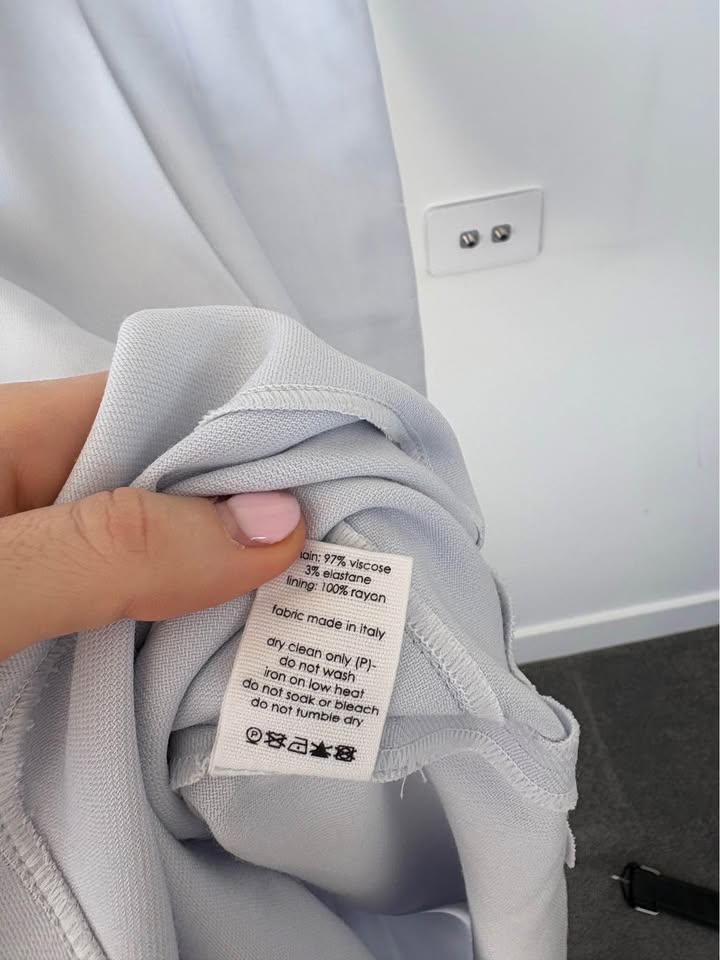 97% viscose
3% elastane
lining: 100% rayon
fabric made in italy
dry clean only (P)-
do not wash
iron on low heat
do not soak or bleach
do not tumble dry
P